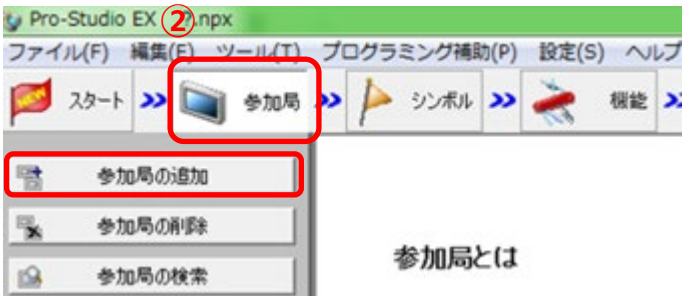 Pro-Studio EX ②?.npx
ファイル(F) 編集(E) ツール(T) プログラミング補助(P) 設定(S) ヘルプ
NEW スタート >> 参加局 >> シンボル >> 機能 >>
参加局の追加
参加局の削除
参加局とは
参加局の検索